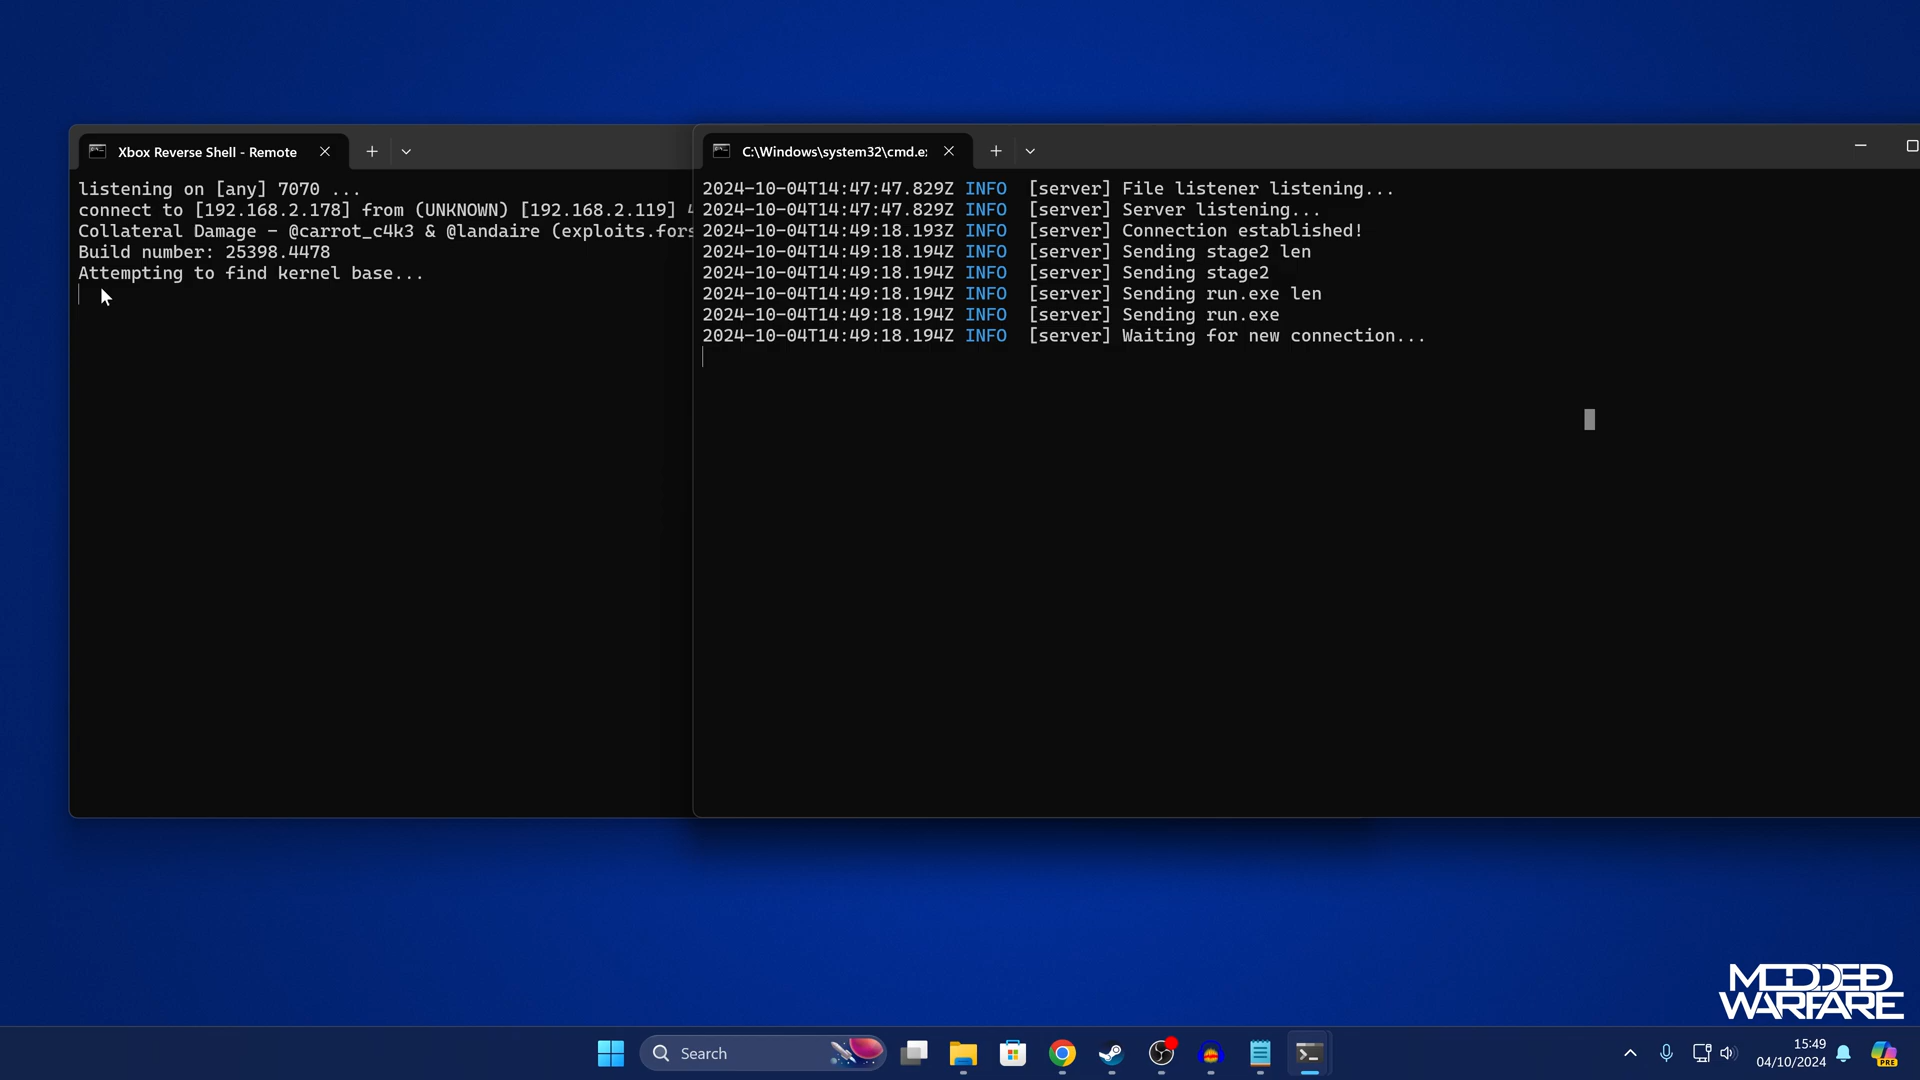 Xbox Reverse Shell - Remote
listening on [any] 7070 ...
connect to [192.168.2.178] from (UNKNOWN) [192.168.2.119]
Collateral Damage - @carrot_c4k3 & @landaire (exploits.fors
Build number: 25398.4478
Attempting to find kernel base...
C:\Windows\system32\cmd.e
2024-10-04T14:47:47.829Z INFO [server] File listener listening...
2024-10-04T14:47:47.829Z INFO [server] Server listening...
2024-10-04T14:49:18.193Z INFO [server] Connection established!
2024-10-04T14:49:18.194Z INFO [server] Sending stage2 len
2024-10-04T14:49:18.194Z INFO [server] Sending stage2
2024-10-04T14:49:18.194Z INFO [server] Sending run.exe len
2024-10-04T14:49:18.194Z INFO [server] Sending run.exe
2024-10-04T14:49:18.194Z INFO [server] Waiting for new connection...
MODDED
WARFARE
Search
15:49
04/10/2024
PRE